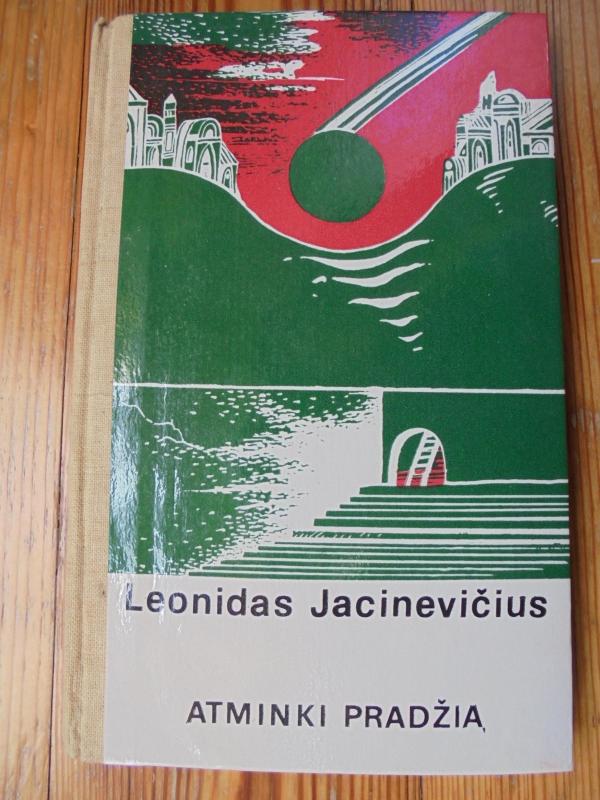 Leonidas Jacinevičius
ATMINKI PRADŽIĄ